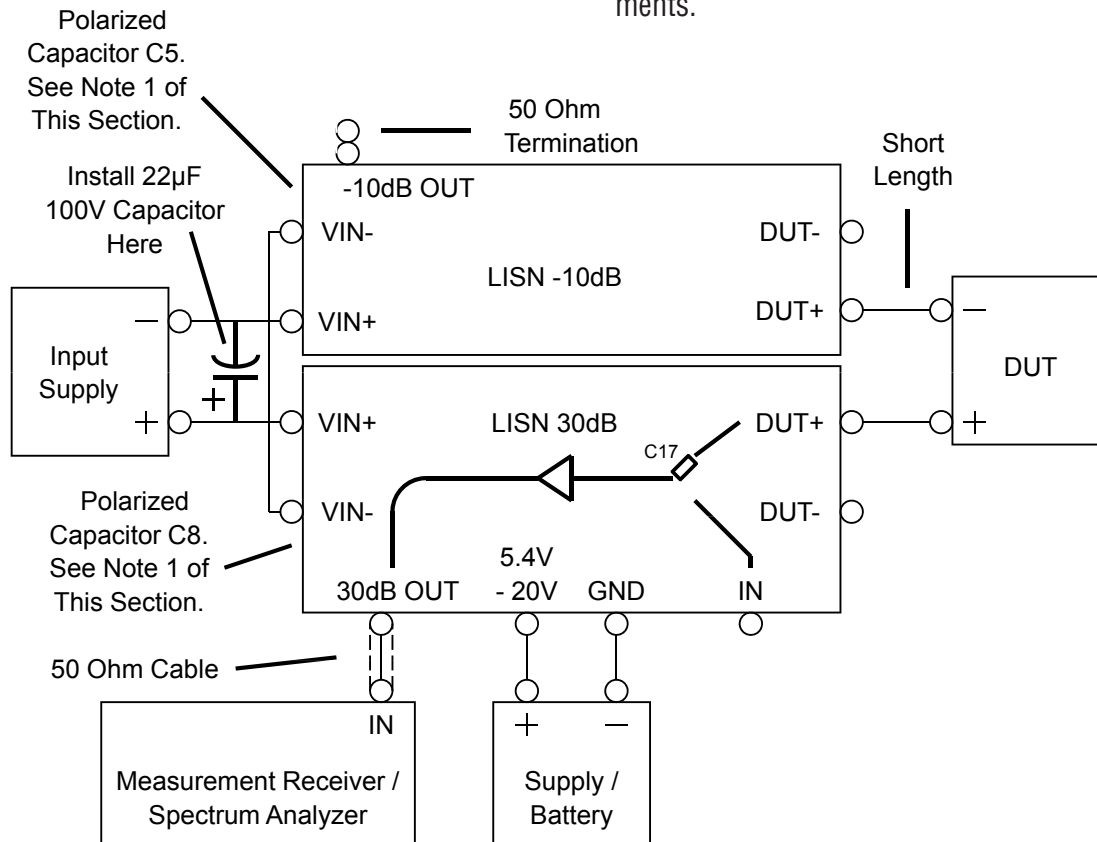 ments.
Polarized
Capacitor C5.
See Note 1 of
This Section.
50 Ohm
Termination
Short
Length
Install 22µF
100V Capacitor
Here
-10dB OUT
VIN-
DUT-
LISN -10dB
VIN+
DUT+
Input
Supply
−
+
+
−
+
DUT
VIN+
LISN 30dB
DUT+
C17
VIN-
DUT-
Polarized
Capacitor C8.
See Note 1 of
This Section.
30dB OUT
5.4V
- 20V
GND
IN
50 Ohm Cable
IN
Measurement Receiver /
Spectrum Analyzer
+
−
Supply /
Battery